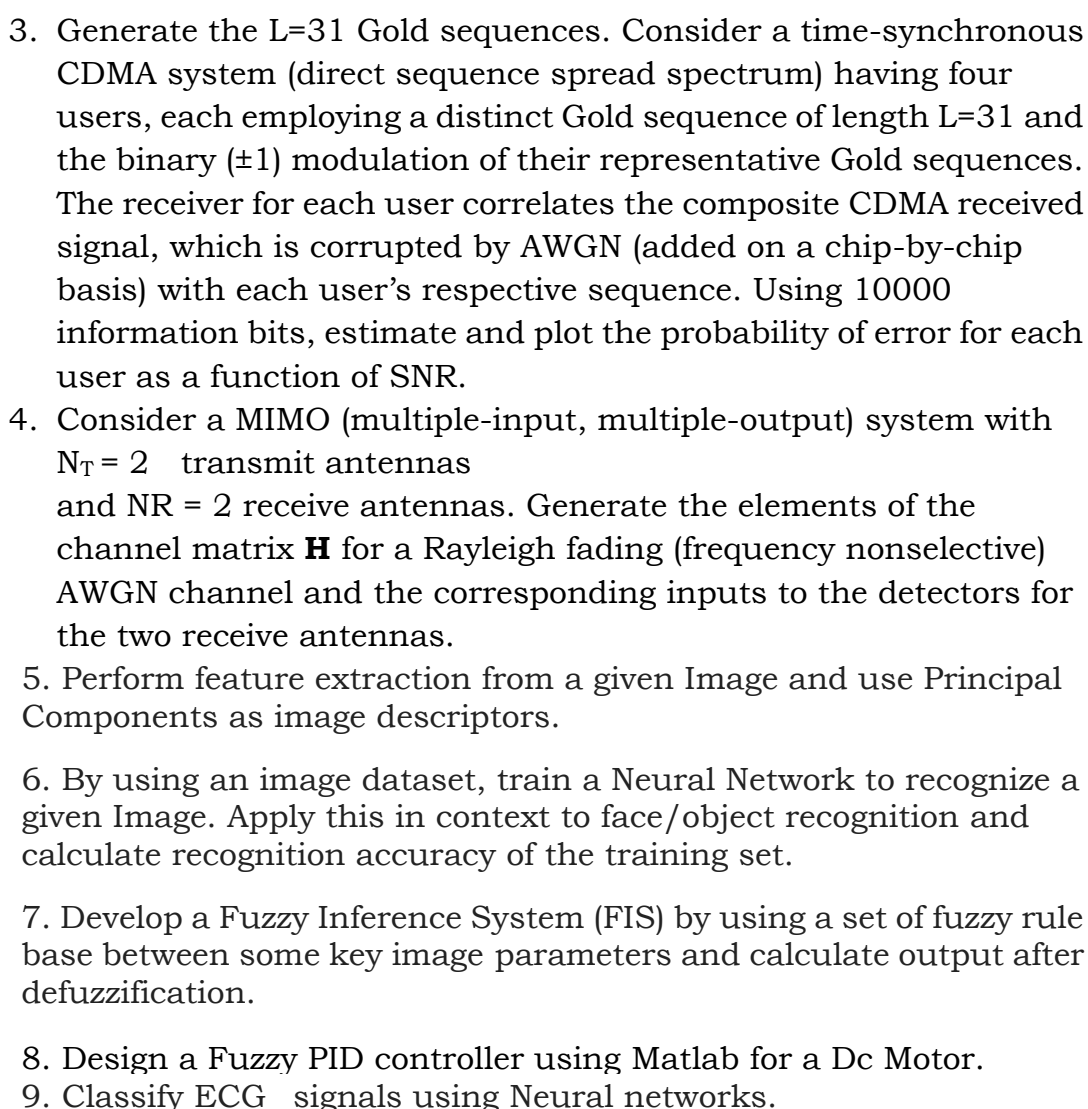 3. Generate the L=31 Gold sequences. Consider a time-synchronous
CDMA system (direct sequence spread spectrum) having four
users, each employing a distinct Gold sequence of length L=31 and
the binary (±1) modulation of their representative Gold sequences.
The receiver for each user correlates the composite CDMA received
signal, which is corrupted by AWGN (added on a chip-by-chip
basis) with each user's respective sequence. Using 10000
information bits, estimate and plot the probability of error for each
user as a function of SNR.
4. Consider a MIMO (multiple-input, multiple-output) system with
N_T = 2 transmit antennas
and NR = 2 receive antennas. Generate the elements of the
channel matrix H for a Rayleigh fading (frequency nonselective)
AWGN channel and the corresponding inputs to the detectors for
the two receive antennas.
5. Perform feature extraction from a given Image and use Principal
Components as image descriptors.
6. By using an image dataset, train a Neural Network to recognize a
given Image. Apply this in context to face/object recognition and
calculate recognition accuracy of the training set.
7. Develop a Fuzzy Inference System (FIS) by using a set of fuzzy rule
base between some key image parameters and calculate output after
defuzzification.
8. Design a Fuzzy PID controller using Matlab for a Dc Motor.
9. Classify ECG signals using Neural networks.